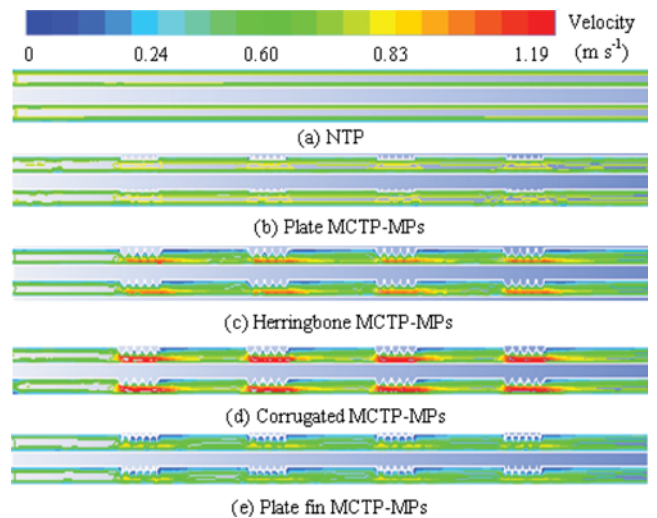 Velocity
0 0.24 0.60 0.83 1.19 (m s⁻¹)
(a) NTP
(b) Plate MCTP-MPs
(c) Herringbone MCTP-MPs
(d) Corrugated MCTP-MPs
(e) Plate fin MCTP-MPs